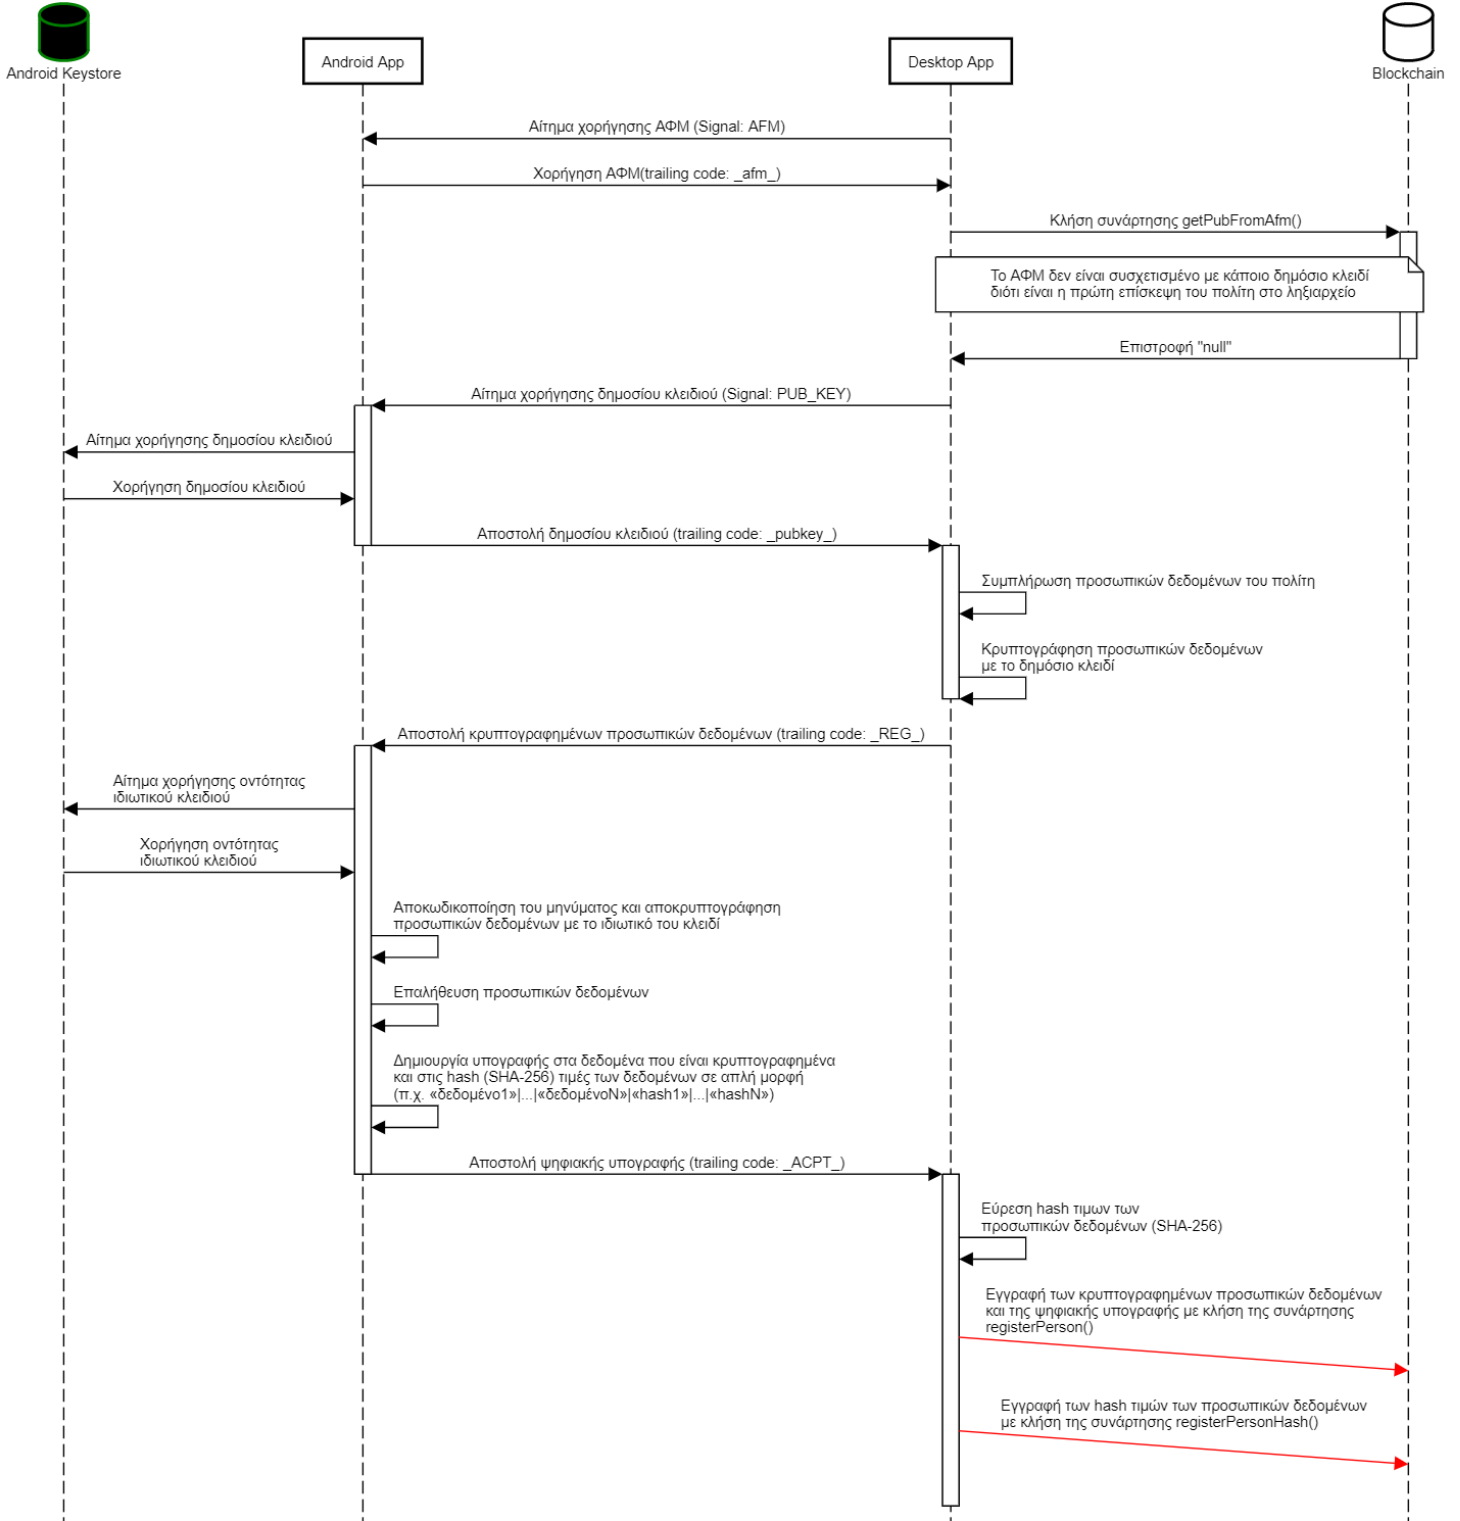 Android Keystore
Android App
Desktop App
Blockchain
Αίτημα χορήγησης ΑΦΜ (Signal: AFM)
Χορήγηση ΑΦΜ(trailing code: _afm_)
Κλήση συνάρτησης getPubFromAfm()
Το ΑΦΜ δεν είναι συσχετισμένο με κάποιο δημόσιο κλειδί
διότι είναι η πρώτη επίσκεψη του πολίτη στο ληξιαρχείο
Επιστροφή "null"
Αίτημα χορήγησης δημοσίου κλειδιού (Signal: PUB_KEY)
Αίτημα χορήγησης δημοσίου κλειδιού
Χορήγηση δημοσίου κλειδιού
Αποστολή δημοσίου κλειδιού (trailing code: _pubkey_)
Συμπλήρωση προσωπικών δεδομένων του πολίτη
Κρυπτογράφηση προσωπικών δεδομένων
με το δημόσιο κλειδί
Αποστολή κρυπτογραφημένων προσωπικών δεδομένων (trailing code: _REG_)
Αίτημα χορήγησης οντότητας
ιδιωτικού κλειδιού
Χορήγηση οντότητας
ιδιωτικού κλειδιού
Αποκωδικοποίηση του μηνύματος και αποκρυπτογράφηση
προσωπικών δεδομένων με το ιδιωτικό του κλειδί
Επαλήθευση προσωπικών δεδομένων
Δημιουργία υπογραφής στα δεδομένα που είναι κρυπτογραφημένα
και στις hash (SHA-256) τιμές των δεδομένων σε απλή μορφή
(π.χ. «δεδομένο1»|...|«δεδομένοN»|«hash1»|...|«hashN»)
Αποστολή ψηφιακής υπογραφής (trailing code: _ACPT_)
Εύρεση hash τιμων των
προσωπικών δεδομένων (SHA-256)
Εγγραφή των κρυπτογραφημένων προσωπικών δεδομένων
και της ψηφιακής υπογραφής με κλήση της συνάρτησης
registerPerson()
Εγγραφή των hash τιμών των προσωπικών δεδομένων
με κλήση της συνάρτησης registerPersonHash()